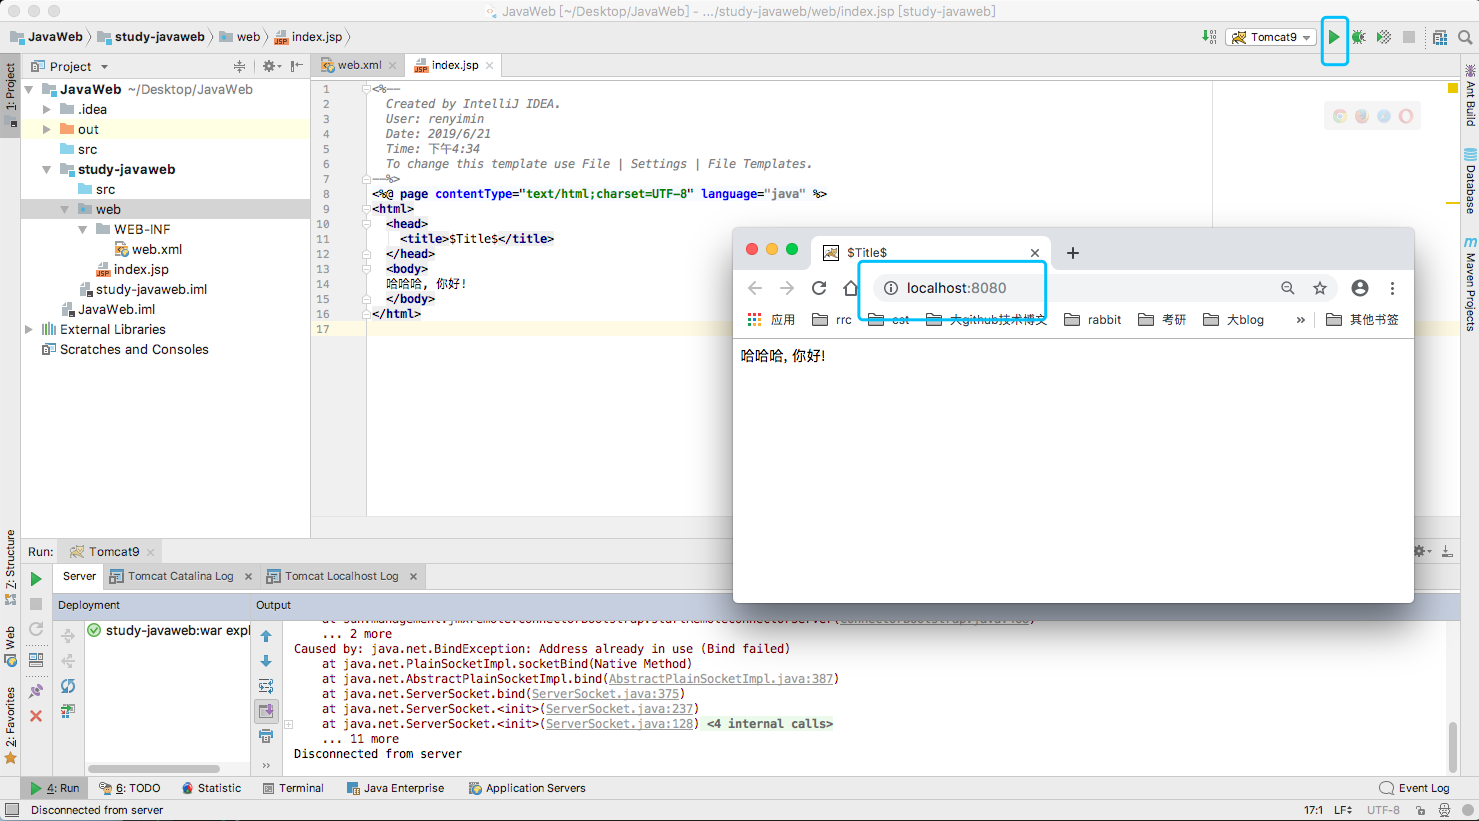 JavaWeb [~/Desktop/JavaWeb] - .../study-javaweb/web/index.jsp [study-javaweb]
JavaWeb
study-javaweb
web
index.jsp
Tomcat9
1: Project
Project
JavaWeb ~/Desktop/JavaWeb
.idea
out
src
study-javaweb
src
web
WEB-INF
web.xml
index.jsp
study-javaweb.iml
JavaWeb.iml
External Libraries
Scratches and Consoles
web.xml
index.jsp
1 <%--
2 Created by IntelliJ IDEA.
3 User: renyimin
4 Date: 2019/6/21
5 Time: 下午4:34
6 To change this template use File | Settings | File Templates.
7 --%>
8 <%@ page contentType="text/html;charset=UTF-8" language="java" %>
9 <html>
10 <head>
11 <title>$Title$</title>
12 </head>
13 <body>
14 哈哈哈, 你好!
15 </body>
16 </html>
17
Ant Build
Database
Maven Projects
$Title$
localhost:8080
应用
rrc
cst
大github技术博文
rabbit
考研
大blog
»
其他书签
哈哈哈, 你好!
Z: Structure
Web
2: Favorites
Run:
Tomcat9
Server
Tomcat Catalina Log
Tomcat Localhost Log
Deployment
Output
study-javaweb:war expl
... 2 more
Caused by: java.net.BindException: Address already in use (Bind failed)
at java.net.PlainSocketImpl.socketBind(Native Method)
at java.net.AbstractPlainSocketImpl.bind(AbstractPlainSocketImpl.java:387)
at java.net.ServerSocket.bind(ServerSocket.java:375)
at java.net.ServerSocket.<init>(ServerSocket.java:237)
at java.net.ServerSocket.<init>(ServerSocket.java:128) <4 internal calls>
... 11 more
Disconnected from server
4: Run
6: TODO
Statistic
Terminal
Java Enterprise
Application Servers
Event Log
Disconnected from server
17:1
LF
UTF-8